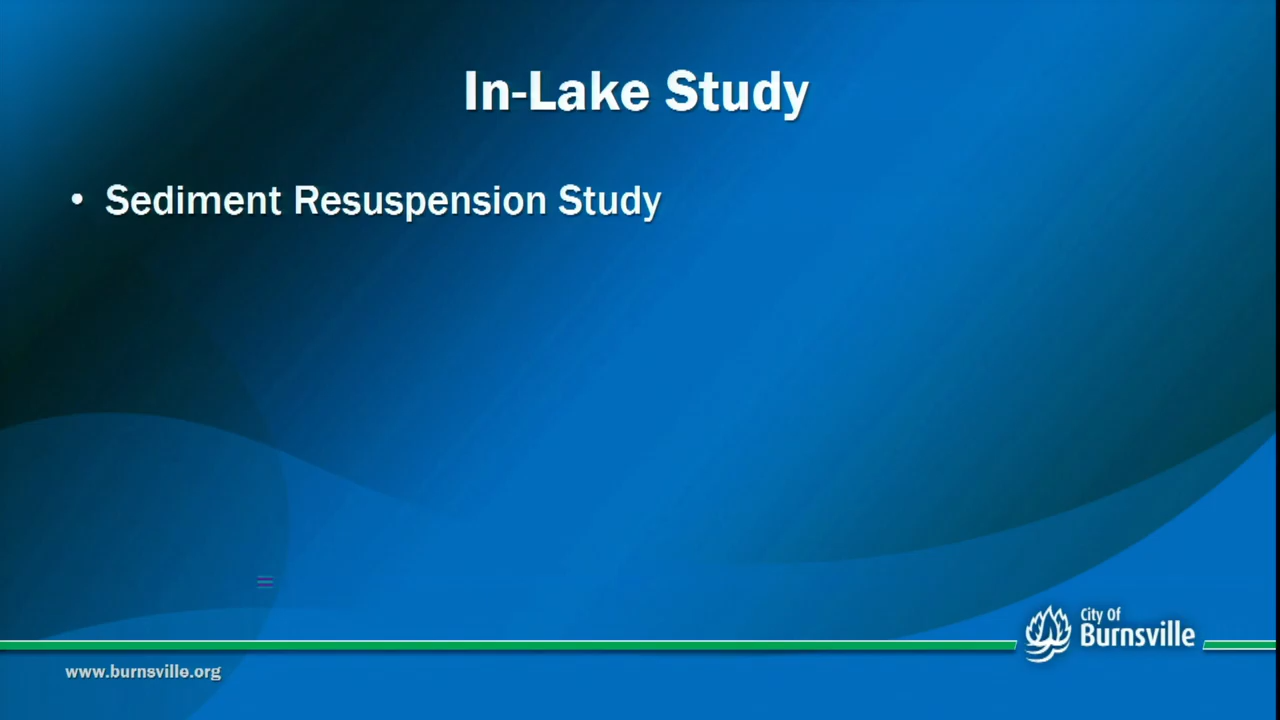 In-Lake Study
• Sediment Resuspension Study
City Of
Burnsville
www.burnsville.org